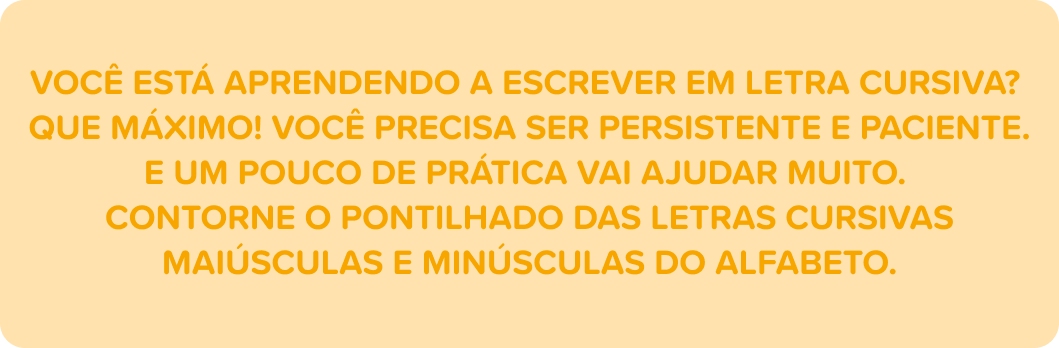 VOCÊ ESTÁ APRENDENDO A ESCREVER EM LETRA CURSIVA?
QUE MÁXIMO! VOCÊ PRECISA SER PERSISTENTE E PACIENTE.
E UM POUCO DE PRÁTICA VAI AJUDAR MUITO.
CONTORNE O PONTILHADO DAS LETRAS CURSIVAS
MAIÚSCULAS E MINÚSCULAS DO ALFABETO.